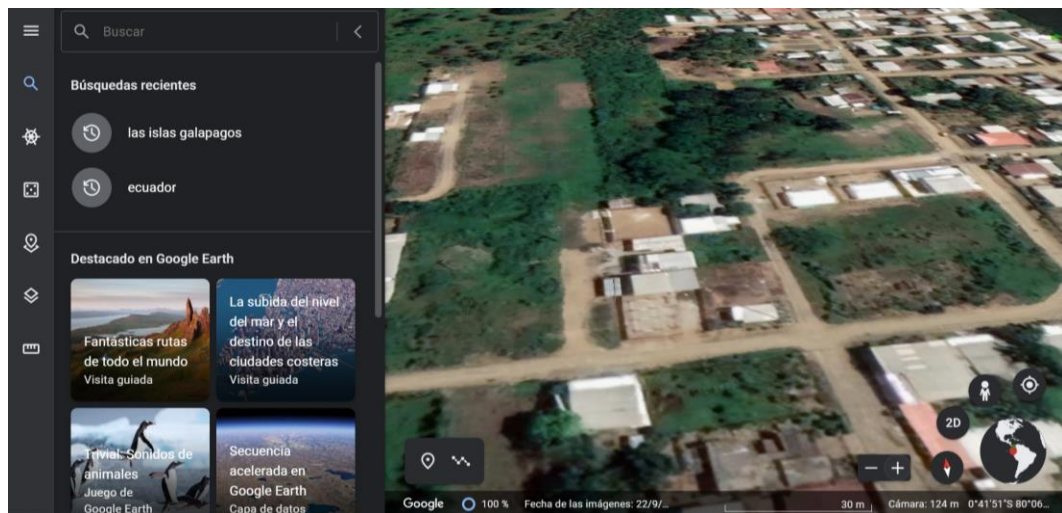 Buscar
Búsquedas recientes
las islas galapagos
ecuador
Destacado en Google Earth
Fantásticas rutas
de todo el mundo
Visita guiada
La subida del nivel
del mar y el
destino de las
ciudades costeras
Visita guiada
Trivial: Sonidos de
animales
Juego de
Google Earth
Secuencia
acelerada en
Google Earth
Capa de datos
2D
Google
100 %
Fecha de las imágenes: 22/9/...
30 m
Cámara: 124 m
0°41'51"S 80°06...